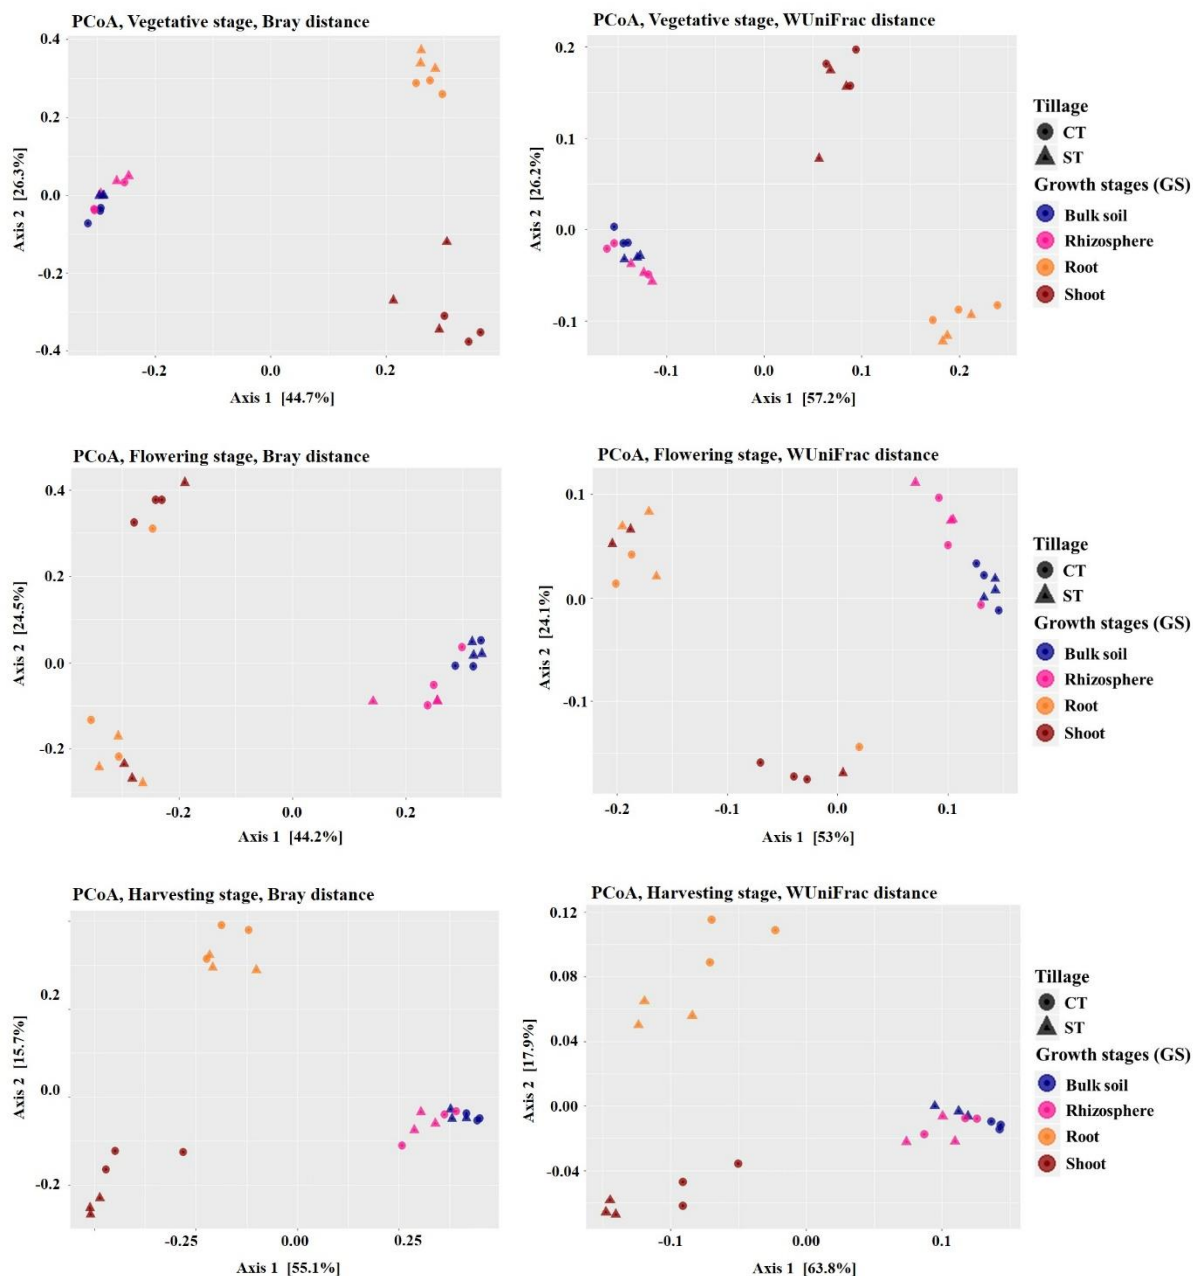 PCoA, Vegetative stage, Bray distance
0.4
0.2
0.0
-0.2
-0.4
Axis 2 [26.3%]
-0.2 0.0 0.2
Axis 1 [44.7%]
PCoA, Vegetative stage, WUniFrac distance
0.2
0.1
0.0
-0.1
Axis 2 [26.2%]
-0.1 0.0 0.1 0.2
Axis 1 [57.2%]
Tillage
CT
ST
Growth stages (GS)
Bulk soil
Rhizosphere
Root
Shoot
PCoA, Flowering stage, Bray distance
0.4
0.2
0.0
-0.2
Axis 2 [24.5%]
-0.2 0.0 0.2
Axis 1 [44.2%]
PCoA, Flowering stage, WUniFrac distance
0.1
0.0
-0.1
Axis 2 [24.1%]
-0.2 -0.1 0.0 0.1
Axis 1 [53%]
Tillage
CT
ST
Growth stages (GS)
Bulk soil
Rhizosphere
Root
Shoot
PCoA, Harvesting stage, Bray distance
0.2
0.0
-0.2
Axis 2 [15.7%]
-0.25 0.00 0.25
Axis 1 [55.1%]
PCoA, Harvesting stage, WUniFrac distance
0.12
0.08
0.04
0.00
-0.04
Axis 2 [17.9%]
-0.1 0.0 0.1
Axis 1 [63.8%]
Tillage
CT
ST
Growth stages (GS)
Bulk soil
Rhizosphere
Root
Shoot